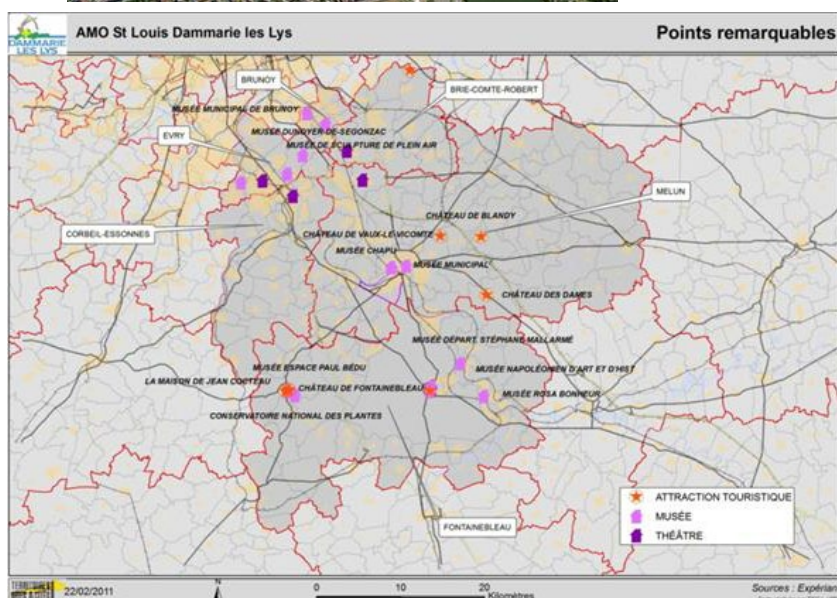 DAMMARIE
LES LYS
AMO St Louis Dammarie les Lys
Points remarquables
BRUNOY
MUSÉE MUNICIPAL DE BRUNOY
BRIE-COMTE-ROBERT
MUSÉE DUNOYER-DE-SEGONZAC
EVRY
MUSÉE DE SCULPTURE DE PLEIN AIR
MELUN
CHÂTEAU DE BLANDY
CORBEIL-ESSONNES
CHÂTEAU DE VAUX-LE-VICOMTE
MUSÉE CHAPU
MUSÉE MUNICIPAL
CHÂTEAU DES DAMES
MUSÉE DÉPART. STÉPHANE MALLARMÉ
MUSÉE ESPACE PAUL BÉDU
MUSÉE NAPOLÉONIEN D'ART ET D'HIST
LA MAISON DE JEAN COCTEAU
CHÂTEAU DE FONTAINEBLEAU
MUSÉE ROSA BONHEUR
CONSERVATOIRE NATIONAL DES PLANTES
ATTRACTION TOURISTIQUE
MUSÉE
THÉÂTRE
FONTAINEBLEAU
22/02/2011
N
0 10 20
Kilomètres
Sources : Expérian